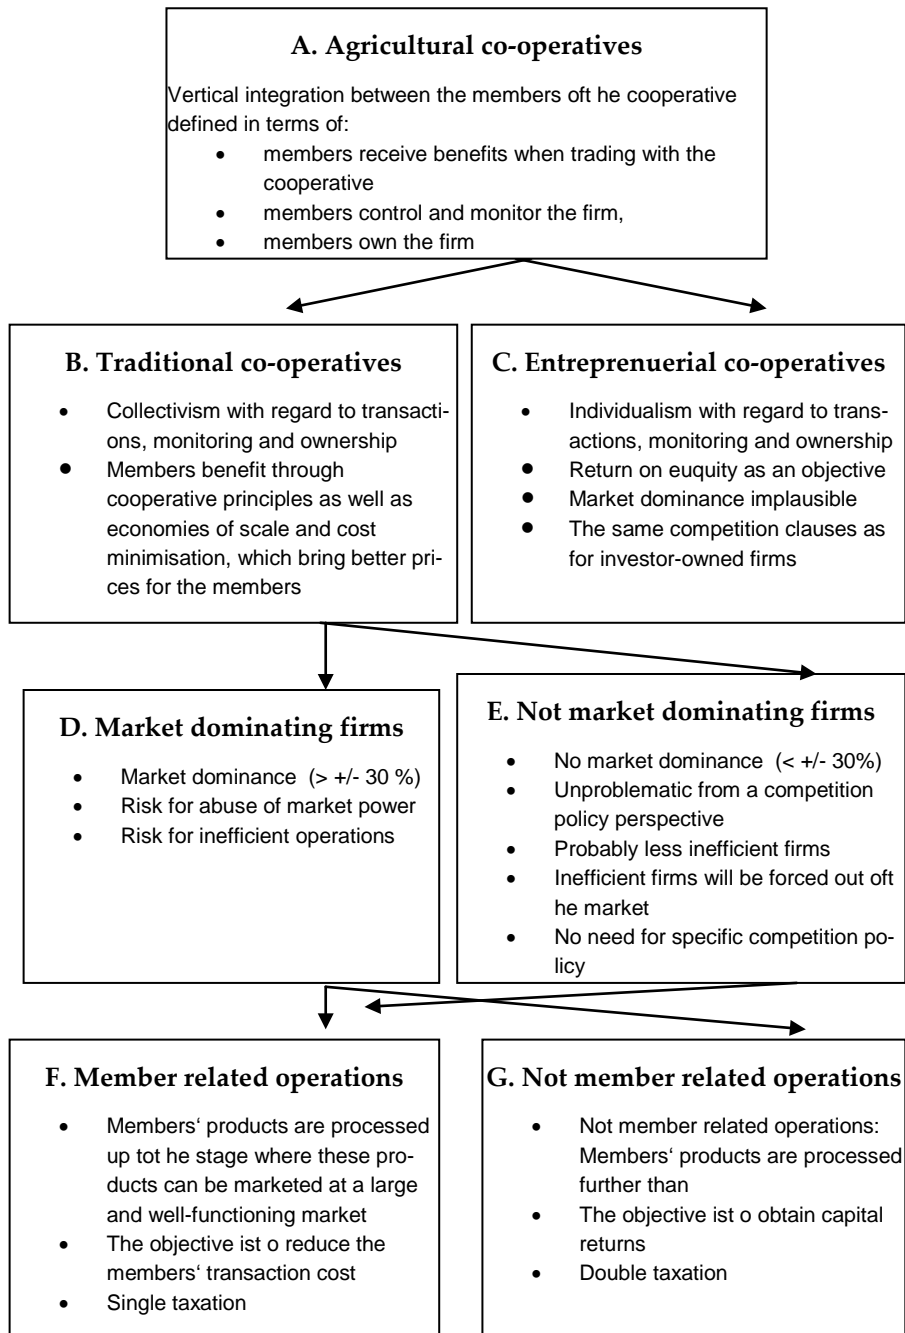 A. Agricultural co-operatives
Vertical integration between the members oft he cooperative
defined in terms of:
• members receive benefits when trading with the
cooperative
• members control and monitor the firm,
• members own the firm
B. Traditional co-operatives
• Collectivism with regard to transacti-
ons, monitoring and ownership
• Members benefit through
cooperative principles as well as
economies of scale and cost
minimisation, which bring better pri-
ces for the members
C. Entreprenuerial co-operatives
• Individualism with regard to trans-
actions, monitoring and ownership
• Return on euquity as an objective
• Market dominance implausible
• The same competition clauses as
for investor-owned firms
D. Market dominating firms
• Market dominance (> +/- 30 %)
• Risk for abuse of market power
• Risk for inefficient operations
E. Not market dominating firms
• No market dominance (< +/- 30%)
• Unproblematic from a competition
policy perspective
• Probably less inefficient firms
• Inefficient firms will be forced out oft
he market
• No need for specific competition po-
licy
F. Member related operations
• Members‘ products are processed
up tot he stage where these pro-
ducts can be marketed at a large
and well-functioning market
• The objective ist o reduce the
members‘ transaction cost
• Single taxation
G. Not member related operations
• Not member related operations:
Members‘ products are processed
further than
• The objective ist o obtain capital
returns
• Double taxation